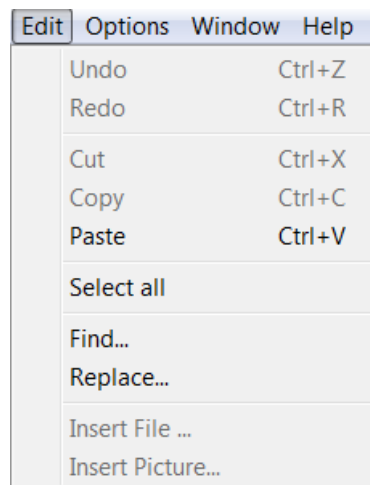 Edit Options Window Help
Undo Ctrl+Z
Redo Ctrl+R
Cut Ctrl+X
Copy Ctrl+C
Paste Ctrl+V
Select all
Find...
Replace...
Insert File ...
Insert Picture...